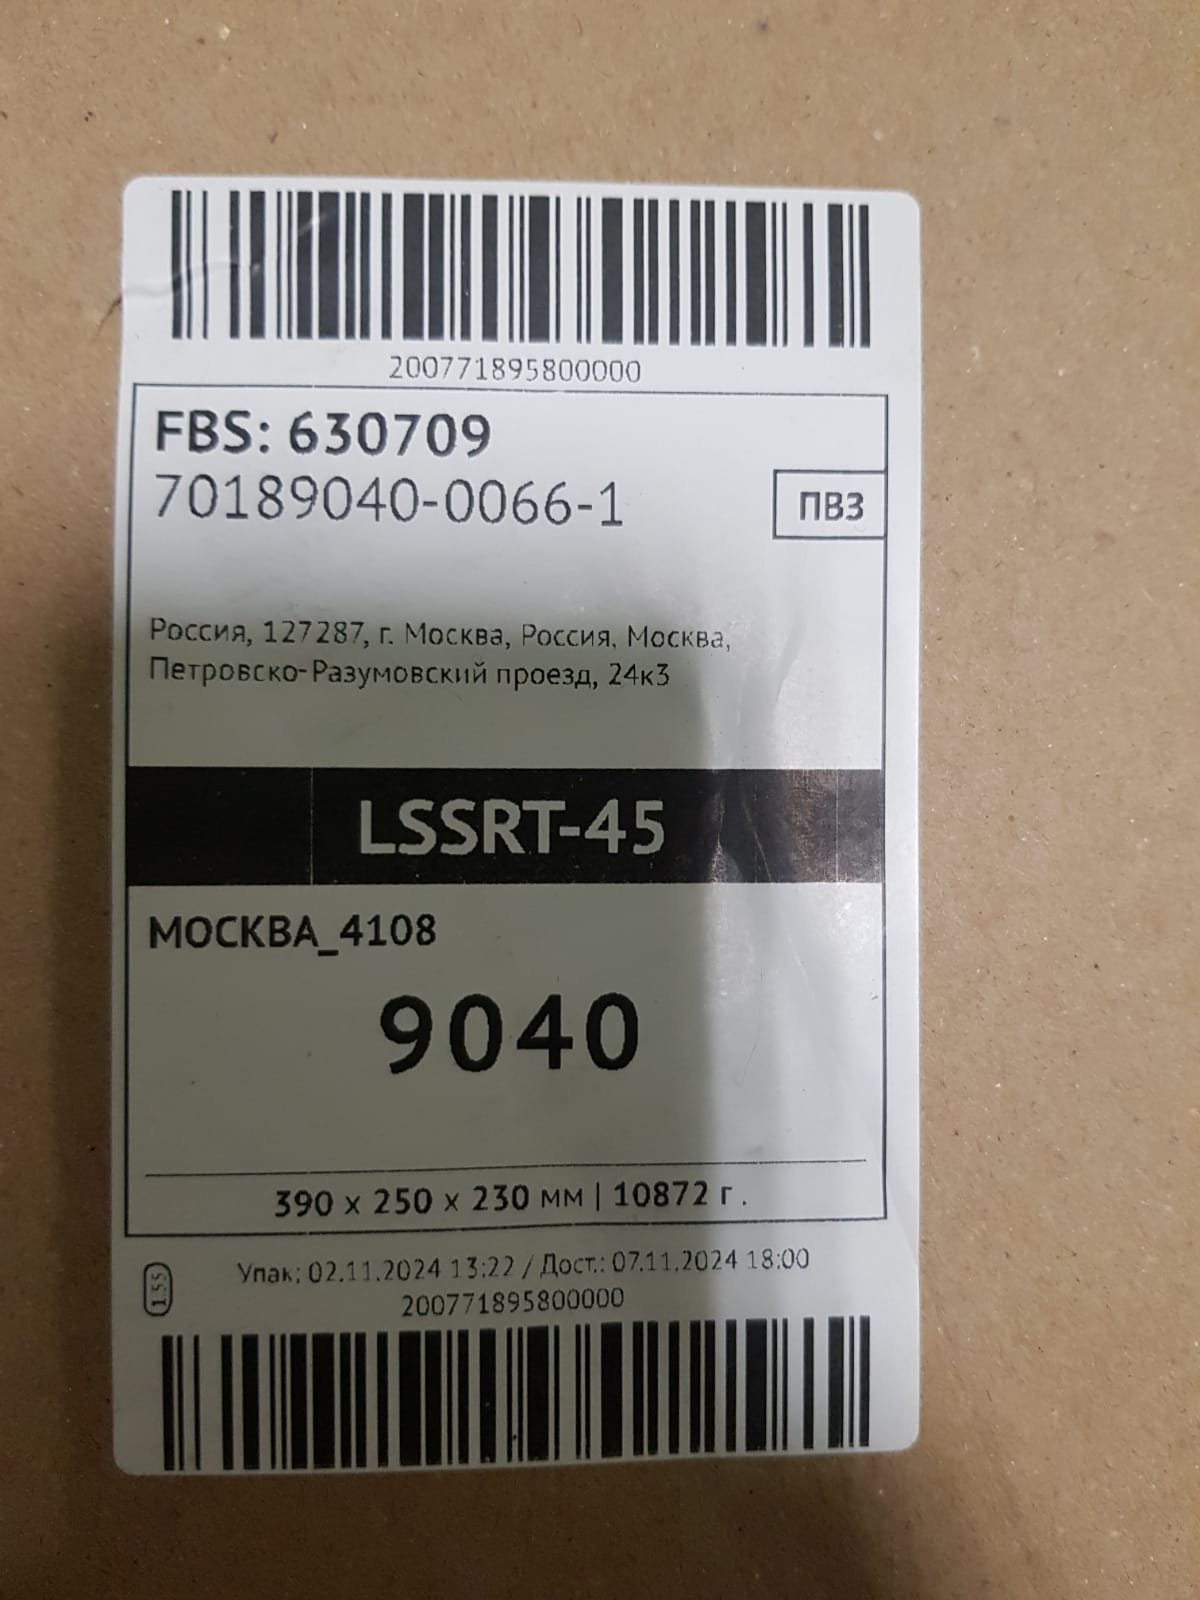 200771895800000
FBS: 630709
70189040-0066-1
ПВЗ
Россия, 127287, г. Москва, Россия, Москва,
Петровско-Разумовский проезд, 24к3
LSSRT-45
МОСКВА_4108
9040
390 x 250 x 230 мм | 10872 г.
Упак: 02.11.2024 13:22 / Дост.: 07.11.2024 18:00
1.55
200771895800000